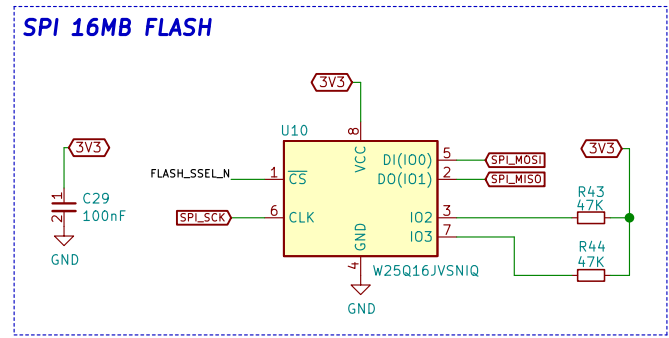 SPI 16MB FLASH
3V3
U10
8
VCC
3V3
3V3
5
DI(IO0)
SPI_MOSI
FLASH_SSEL_N
1
CS
DO(IO1)
2
SPI_MISO
1
C29
100nF
2
R43
47K
SPI_SCK
6
CLK
IO2
3
GND
IO3
7
R44
47K
GND
4
W25Q16JVSNIQ
GND